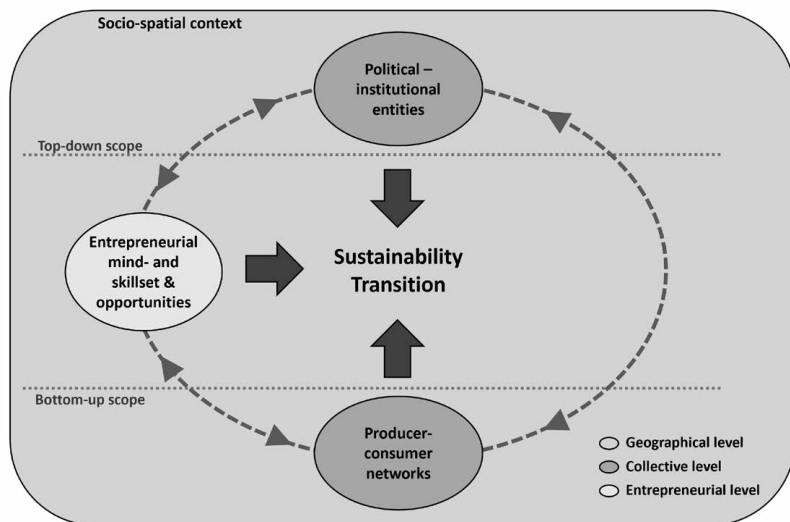 Socio-spatial context
Political –
institutional
entities
Top-down scope
Entrepreneurial
mind- and
skillset &
opportunities
Sustainability
Transition
Bottom-up scope
Producer-
consumer
networks
Geographical level
Collective level
Entrepreneurial level